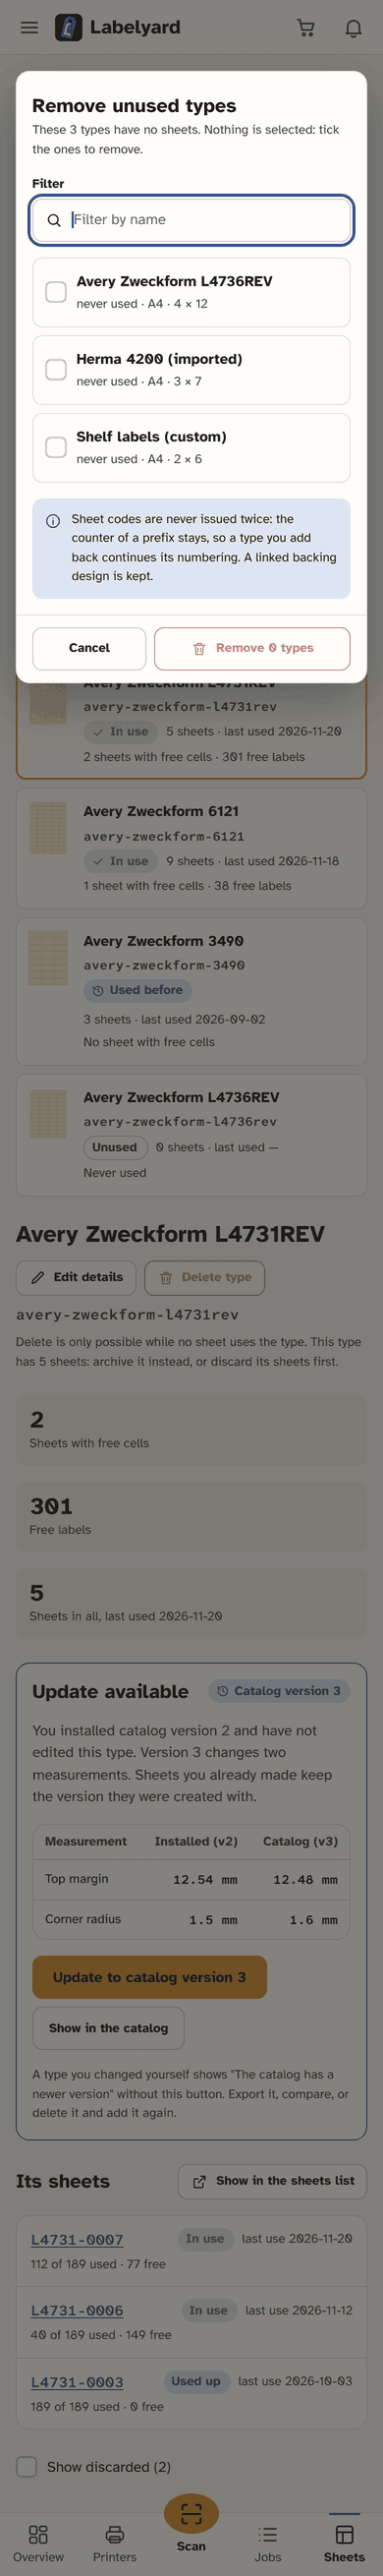 Labelyard
Remove unused types
These 3 types have no sheets. Nothing is selected: tick
the ones to remove.
Filter
Filter by name
Avery Zweckform L4736REV
never used · A4 · 4 × 12
Herma 4200 (imported)
never used · A4 · 3 × 7
Shelf labels (custom)
never used · A4 · 2 × 6
Sheet codes are never issued twice: the
counter of a prefix stays, so a type you add
back continues its numbering. A linked backing
design is kept.
Cancel
Remove 0 types
Avery Zweckform L4731REV
avery-zweckform-l4731rev
In use 5 sheets · last used 2026-11-20
2 sheets with free cells · 301 free labels
Avery Zweckform 6121
avery-zweckform-6121
In use 9 sheets · last used 2026-11-18
1 sheet with free cells · 38 free labels
Avery Zweckform 3490
avery-zweckform-3490
Used before
3 sheets · last used 2026-09-02
No sheet with free cells
Avery Zweckform L4736REV
avery-zweckform-l4736rev
Unused 0 sheets · last used —
Never used
Avery Zweckform L4731REV
Edit details
Delete type
avery-zweckform-l4731rev
Delete is only possible while no sheet uses the type. This type
has 5 sheets: archive it instead, or discard its sheets first.
2
Sheets with free cells
301
Free labels
5
Sheets in all, last used 2026-11-20
Update available
Catalog version 3
You installed catalog version 2 and have not
edited this type. Version 3 changes two
measurements. Sheets you already made keep
the version they were created with.
Measurement Installed (v2) Catalog (v3)
Top margin 12.54 mm 12.48 mm
Corner radius 1.5 mm 1.6 mm
Update to catalog version 3
Show in the catalog
A type you changed yourself shows "The catalog has a
newer version" without this button. Export it, compare, or
delete it and add it again.
Its sheets
Show in the sheets list
L4731-0007 In use last use 2026-11-20
112 of 189 used · 77 free
L4731-0006 In use last use 2026-11-12
40 of 189 used · 149 free
L4731-0003 Used up last use 2026-10-03
189 of 189 used · 0 free
Show discarded (2)
Overview
Printers
Scan
Jobs
Sheets